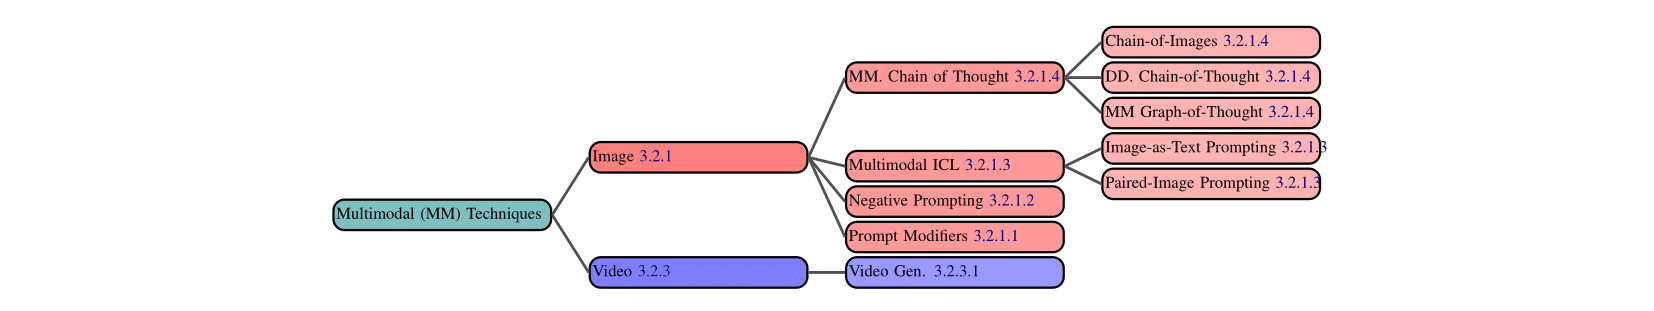 Chain-of-Images 3.2.1.4
MM. Chain of Thought 3.2.1.4
DD. Chain-of-Thought 3.2.1.4
MM Graph-of-Thought 3.2.1.4
Image 3.2.1
Image-as-Text Prompting 3.2.1.3
Multimodal ICL 3.2.1.3
Paired-Image Prompting 3.2.1.3
Negative Prompting 3.2.1.2
Multimodal (MM) Techniques
Prompt Modifiers 3.2.1.1
Video 3.2.3
Video Gen. 3.2.3.1